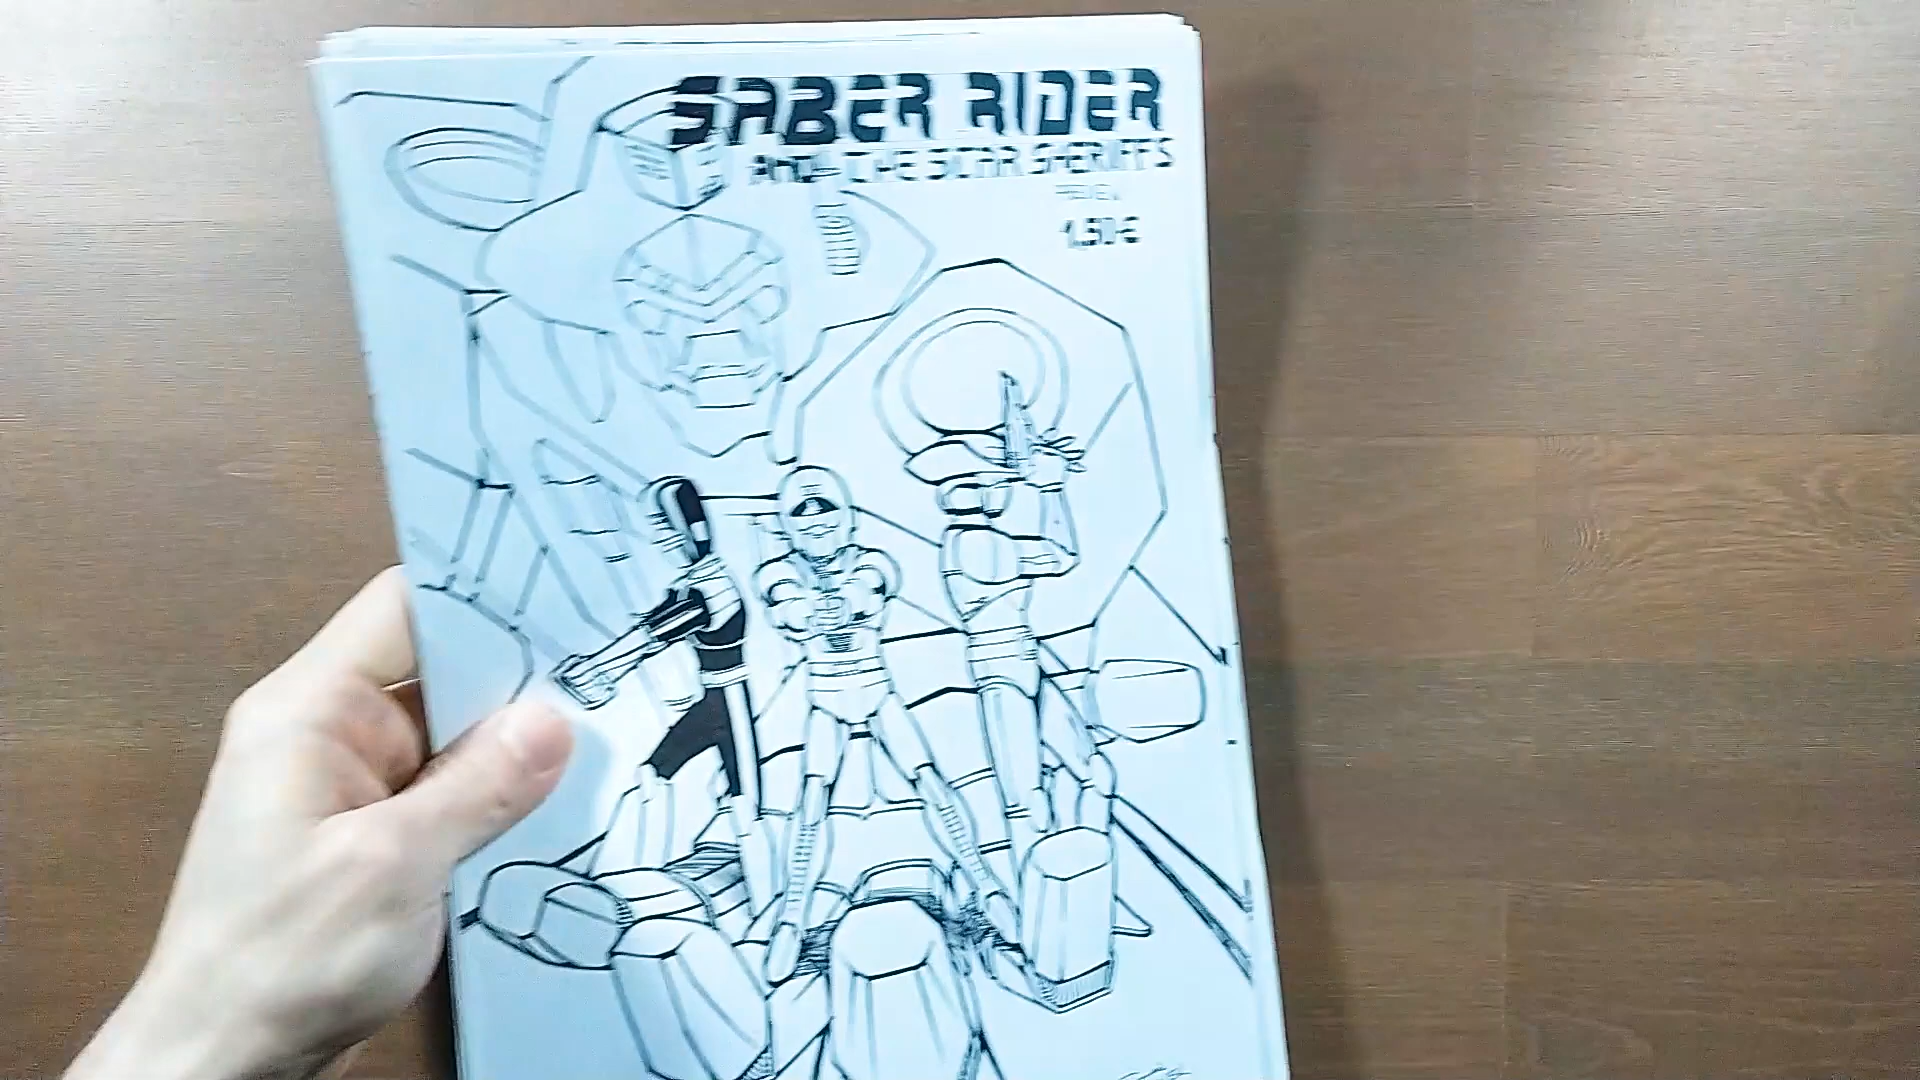 SABER RIDER
AND THE STAR SHERIFFS
1,50€